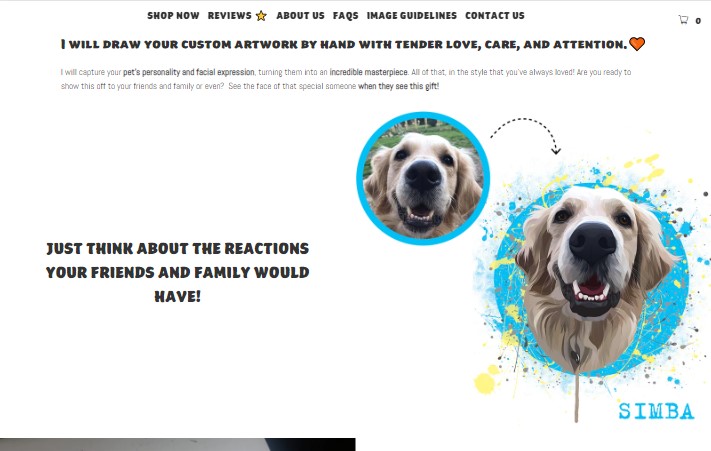 SHOP NOW REVIEWS ⭐ ABOUT US FAQS IMAGE GUIDELINES CONTACT US
0
I WILL DRAW YOUR CUSTOM ARTWORK BY HAND WITH TENDER LOVE, CARE, AND ATTENTION. 🧡
I will capture your pet's personality and facial expression, turning them into an incredible masterpiece. All of that, in the style that you've always loved! Are you ready to
show this off to your friends and family or even? See the face of that special someone when they see this gift!
JUST THINK ABOUT THE REACTIONS
YOUR FRIENDS AND FAMILY WOULD
HAVE!
SIMBA